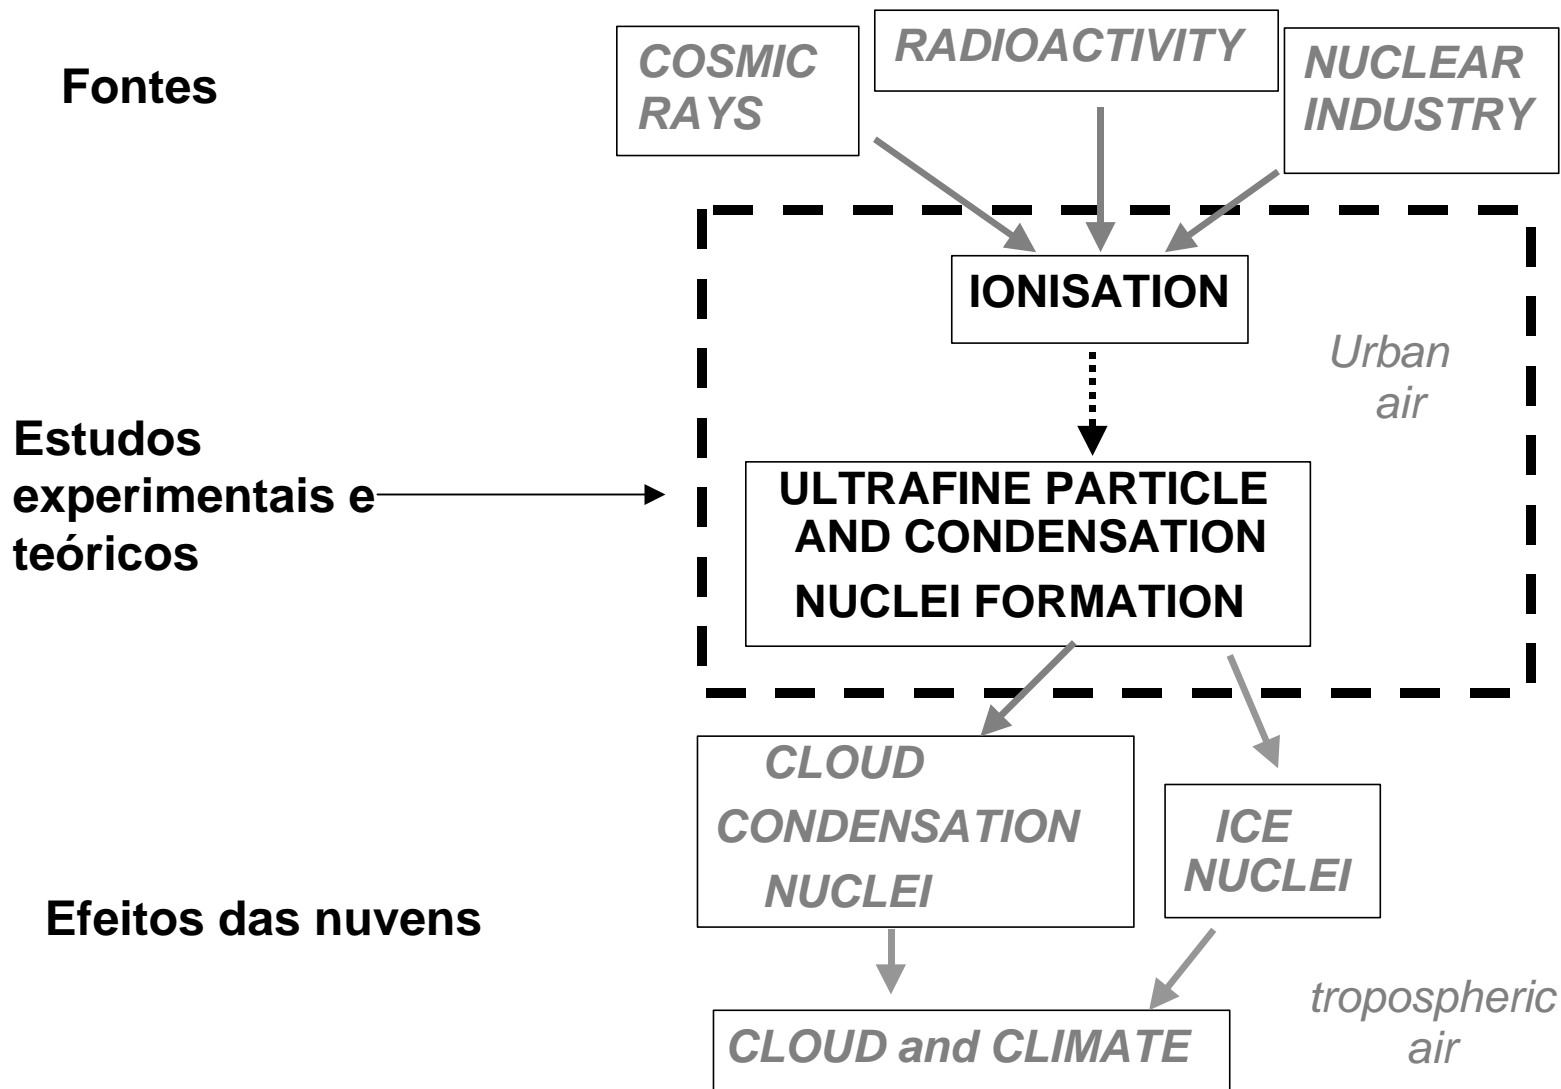 Fontes
COSMIC
RAYS
RADIOACTIVITY
NUCLEAR
INDUSTRY
IONISATION
Urban
air
Estudos
experimentais e
teóricos
ULTRAFINE PARTICLE
AND CONDENSATION
NUCLEI FORMATION
CLOUD
CONDENSATION
NUCLEI
ICE
NUCLEI
Efeitos das nuvens
tropospheric
air
CLOUD and CLIMATE